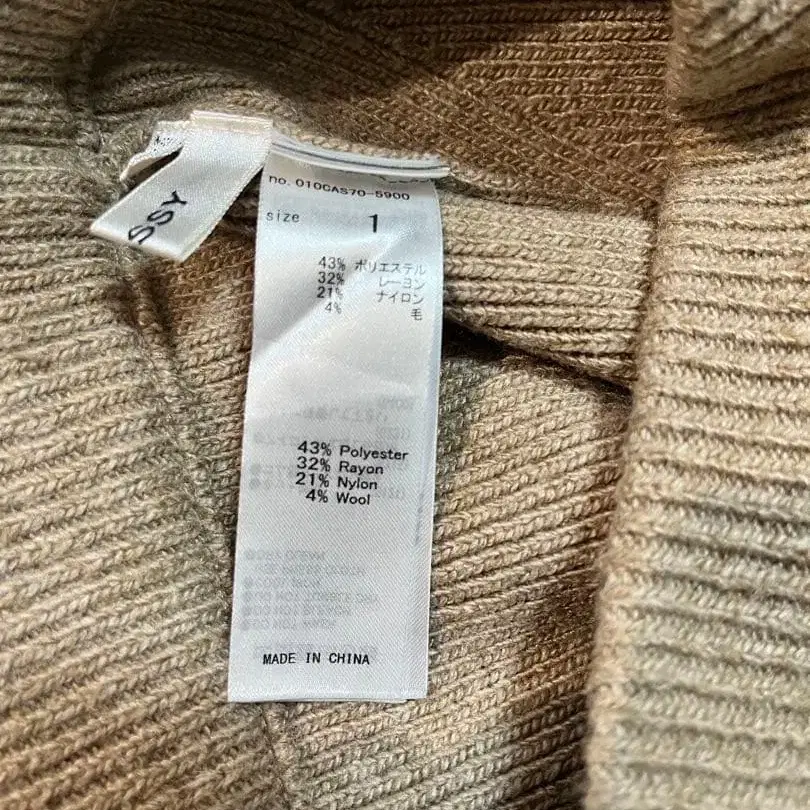 SSY
no. 010CAS70-5900
size 1
43% ポリエステル
32% レーヨン
21% ナイロン
4% 毛
43% Polyester
32% Rayon
21% Nylon
4% Wool
MADE IN CHINA